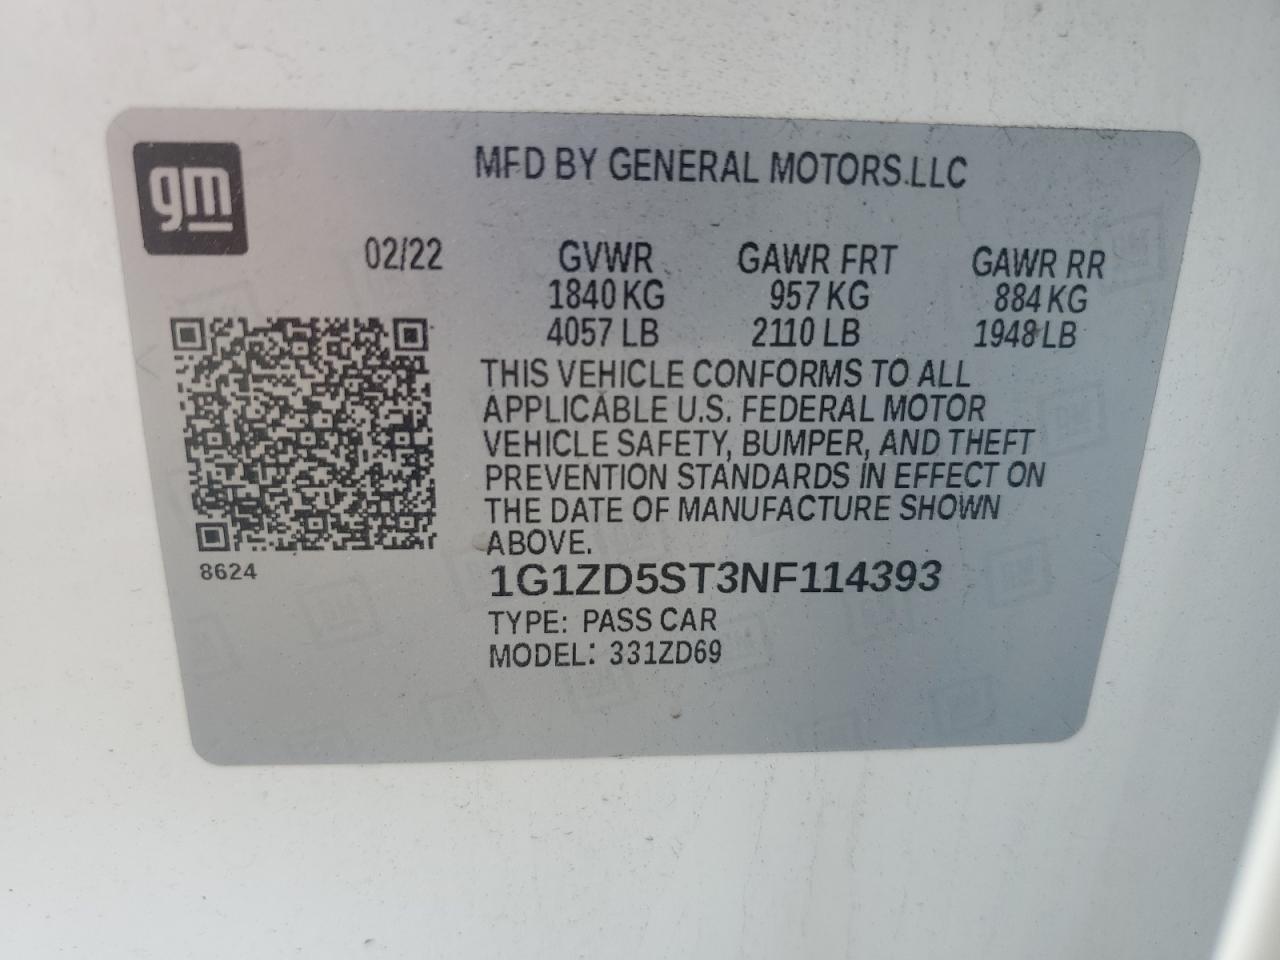 gm
MFD BY GENERAL MOTORS LLC
02/22 GVWR GAWR FRT GAWR RR
1840 KG 957 KG 884 KG
4057 LB 2110 LB 1948 LB
THIS VEHICLE CONFORMS TO ALL
APPLICABLE U.S. FEDERAL MOTOR
VEHICLE SAFETY, BUMPER, AND THEFT
PREVENTION STANDARDS IN EFFECT ON
THE DATE OF MANUFACTURE SHOWN
ABOVE.
8624
1G1ZD5ST3NF114393
TYPE: PASS CAR
MODEL: 331ZD69